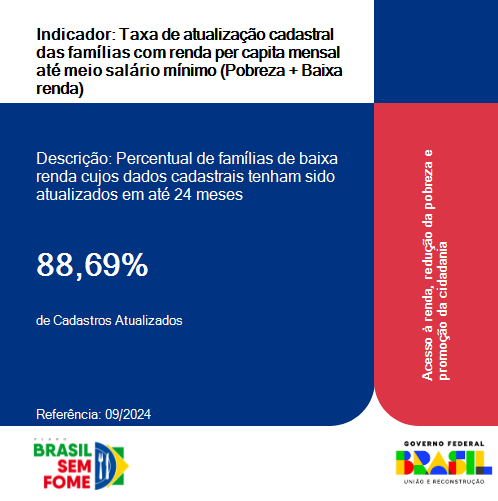 Indicador: Taxa de atualização cadastral
das famílias com renda per capita mensal
até meio salário mínimo (Pobreza + Baixa
renda)
Descrição: Percentual de famílias de baixa
renda cujos dados cadastrais tenham sido
atualizados em até 24 meses
88,69%
de Cadastros Atualizados
Referência: 09/2024
Acesso à renda, redução da pobreza e
promoção da cidadania
PLANO
BRASIL
SEM
FOME
GOVERNO FEDERAL
BRASIL
UNIÃO E RECONSTRUÇÃO